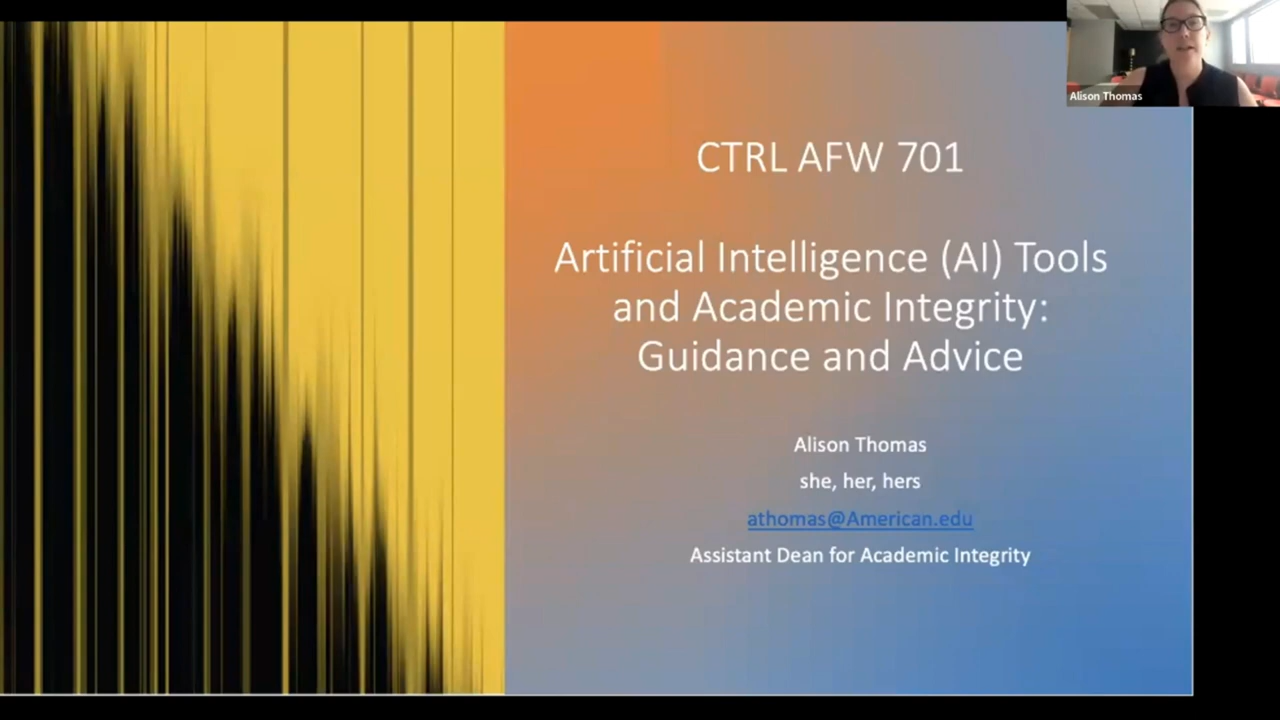 Alison Thomas
CTRL AFW 701
Artificial Intelligence (AI) Tools
and Academic Integrity:
Guidance and Advice
Alison Thomas
she, her, hers
athomas@American.edu
Assistant Dean for Academic Integrity